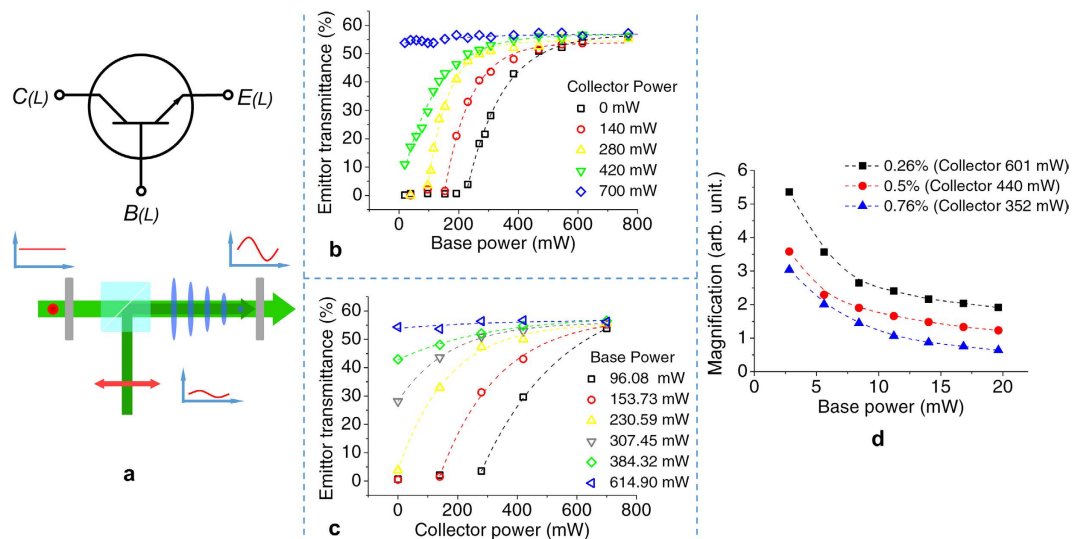 C(L)
E(L)
B(L)
a
Emittor transmittance (%)
60
50
40
30
20
10
0
Collector Power
0 mW
140 mW
280 mW
420 mW
700 mW
0 200 400 600 800
Base power (mW)
b
Emittor transmittance (%)
60
50
40
30
20
10
0
Base Power
96.08 mW
153.73 mW
230.59 mW
307.45 mW
384.32 mW
614.90 mW
0 200 400 600 800
Collector power (mW)
c
0.26% (Collector 601 mW)
0.5% (Collector 440 mW)
0.76% (Collector 352 mW)
Magnification (arb. unit.)
6
5
4
3
2
1
0
0 5 10 15 20
Base power (mW)
d